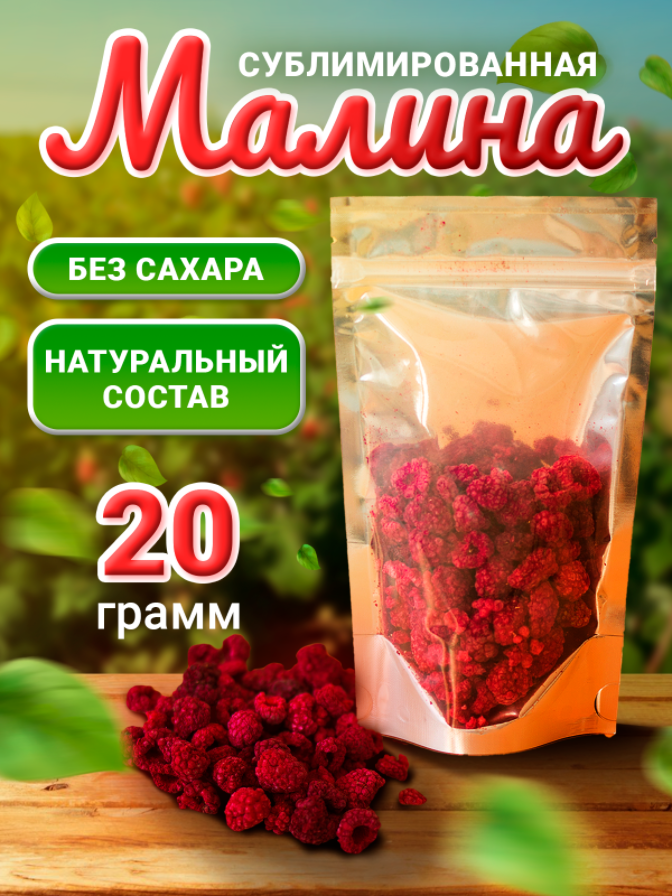 СУБЛИМИРОВАННАЯ
Малина
БЕЗ САХАРА
НАТУРАЛЬНЫЙ
СОСТАВ
20
грамм